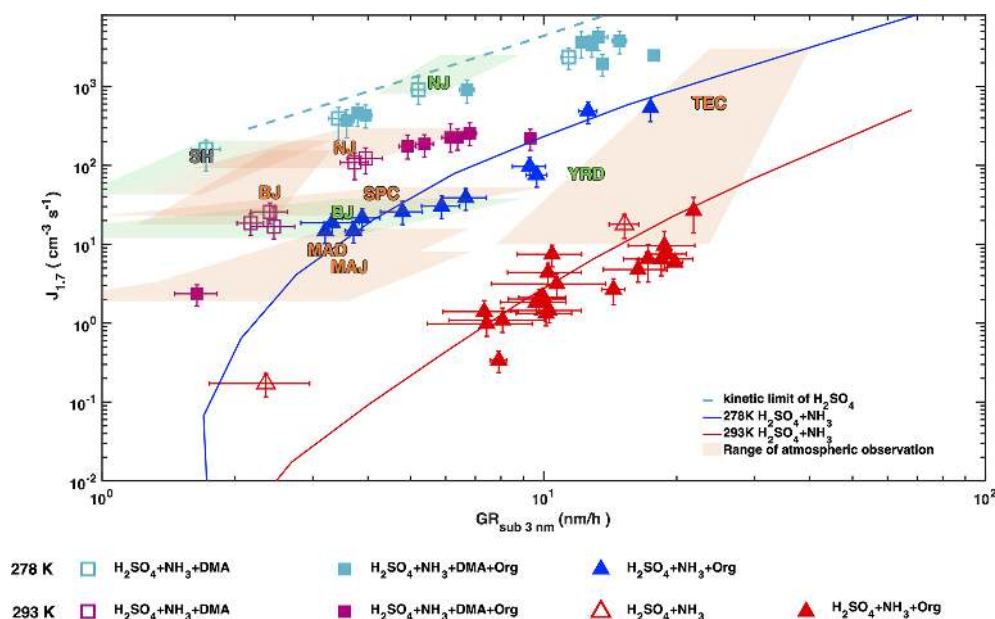 10³
10²
10¹
10⁰
10⁻¹
10⁻²
J₁.₇ ( cm⁻³ s⁻¹)
NJ
TEC
SH
NJ
YRD
BJ
SPC
BJ
MAD
MAJ
kinetic limit of H₂SO₄
278K H₂SO₄+NH₃
293K H₂SO₄+NH₃
Range of atmospheric observation
10⁰
10¹
10²
GR sub 3 nm (nm/h)
278 K H₂SO₄+NH₃+DMA H₂SO₄+NH₃+DMA+Org H₂SO₄+NH₃+Org
293 K H₂SO₄+NH₃+DMA H₂SO₄+NH₃+DMA+Org H₂SO₄+NH₃ H₂SO₄+NH₃+Org